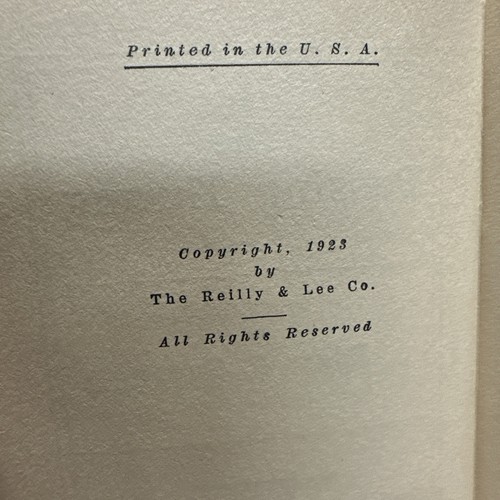 Printed in the U. S. A.
Copyright, 1923
by
The Reilly & Lee Co.
All Rights Reserved